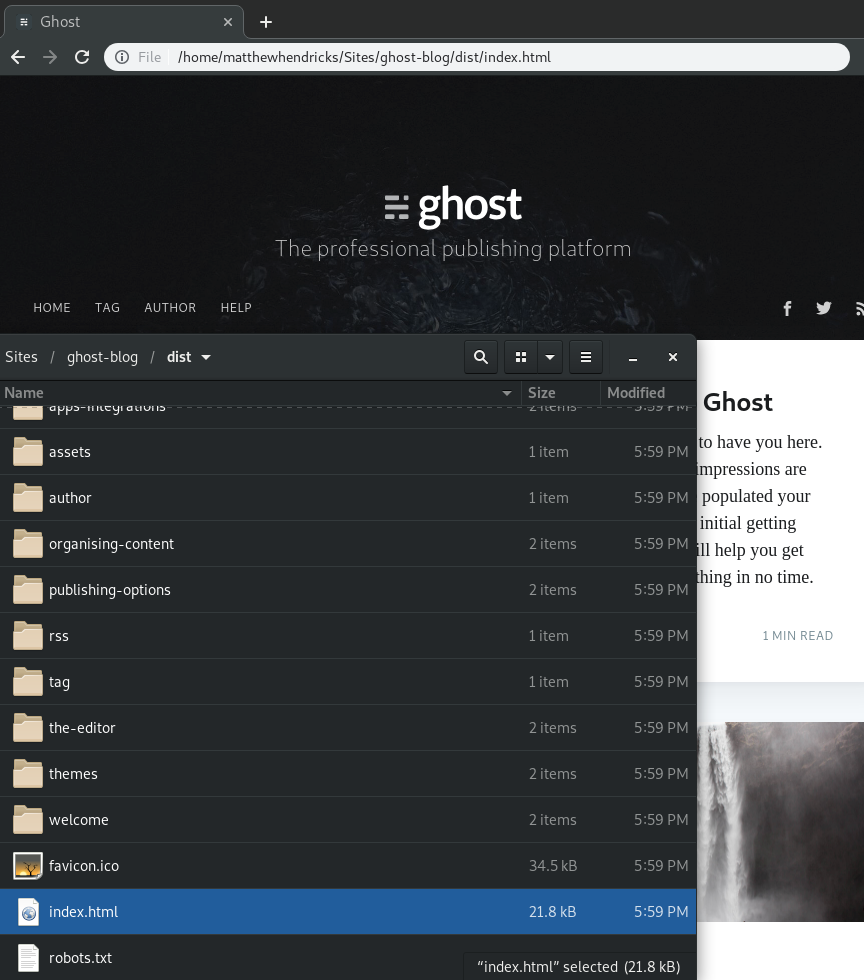 Ghost
File /home/matthewhendricks/Sites/ghost-blog/dist/index.html
ghost
The professional publishing platform
HOME TAG AUTHOR HELP
Sites / ghost-blog / dist
Name Size Modified
apps-integrations 2 items 5:59 PM
assets 1 item 5:59 PM
author 1 item 5:59 PM
organising-content 2 items 5:59 PM
publishing-options 2 items 5:59 PM
rss 1 item 5:59 PM
tag 1 item 5:59 PM
the-editor 2 items 5:59 PM
themes 2 items 5:59 PM
welcome 2 items 5:59 PM
favicon.ico 34.5 kB 5:59 PM
index.html 21.8 kB 5:59 PM
robots.txt
“index.html” selected (21.8 kB)
Ghost
to have you here.
impressions are
populated your
initial getting
ill help you get
thing in no time.
1 MIN READ